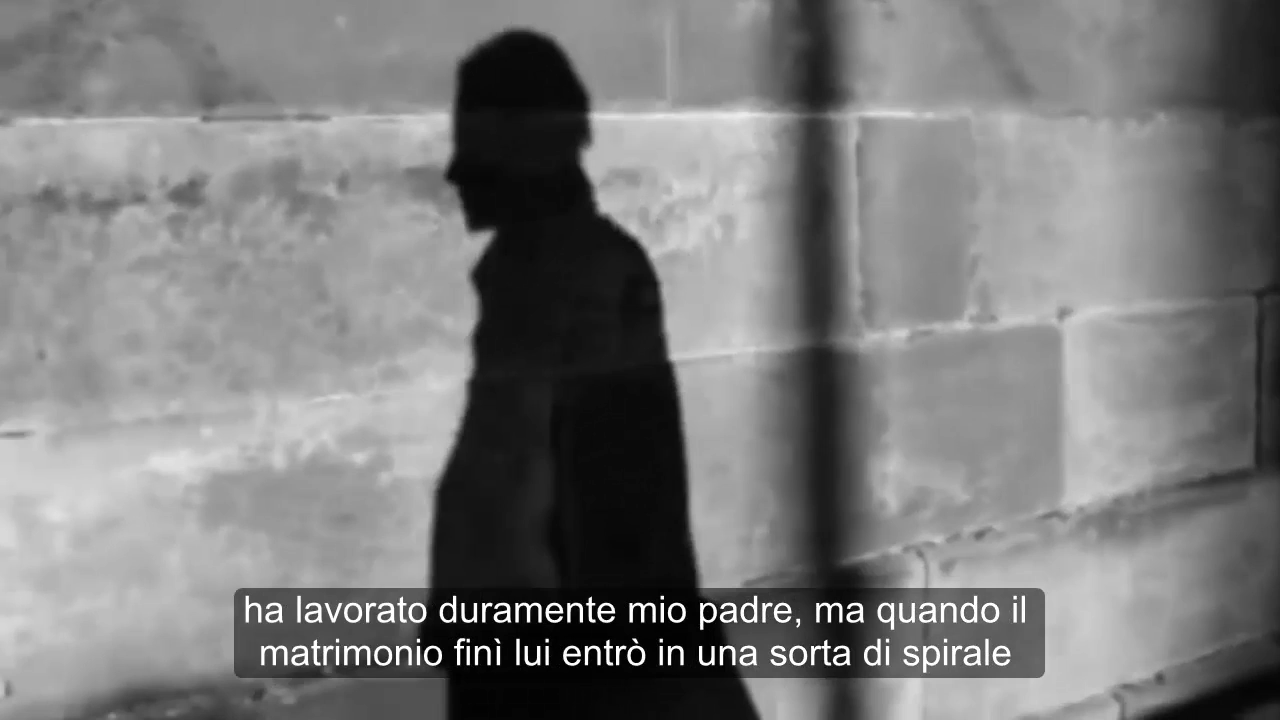 ha lavorato duramente mio padre, ma quando il
matrimonio finì lui entrò in una sorta di spirale